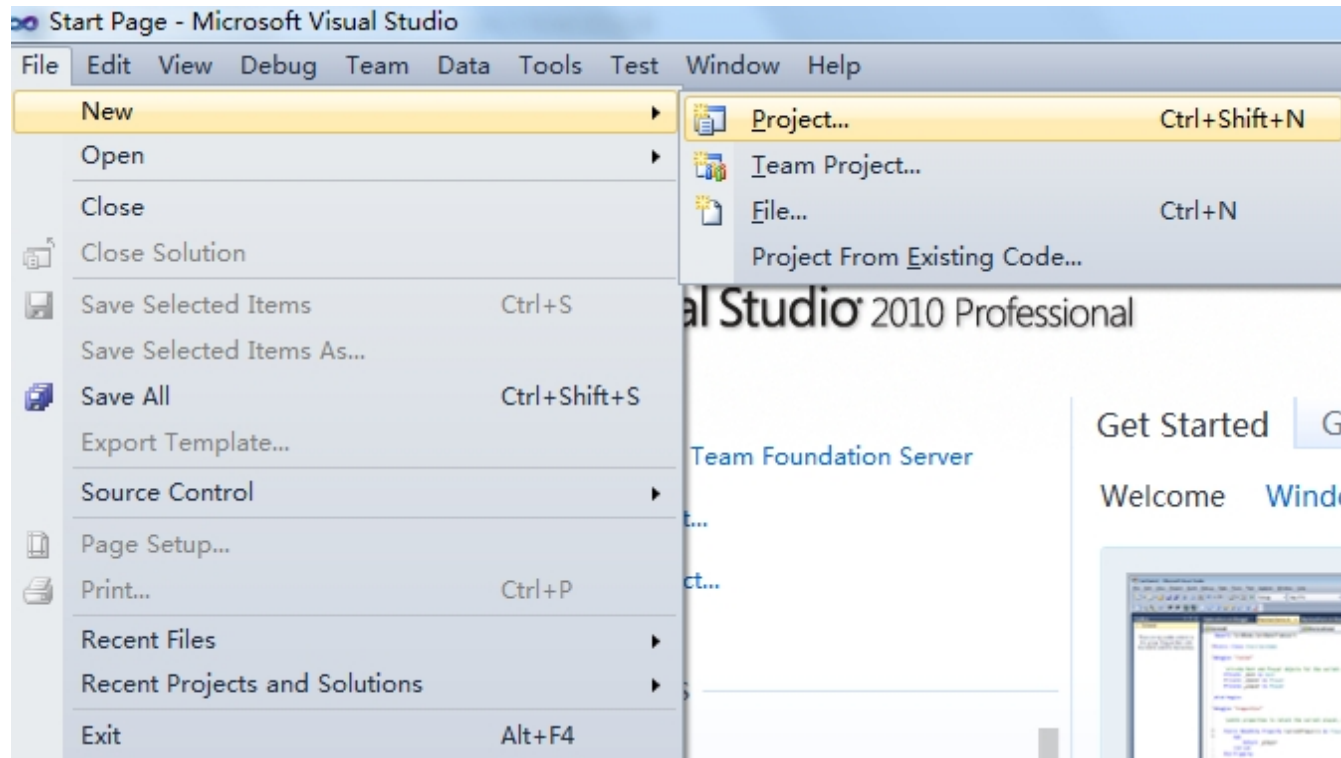 Start Page - Microsoft Visual Studio
File Edit View Debug Team Data Tools Test Window Help
New
Open
Close
Close Solution
Save Selected Items Ctrl+S
Save Selected Items As...
Save All Ctrl+Shift+S
Export Template...
Source Control
Page Setup...
Print... Ctrl+P
Recent Files
Recent Projects and Solutions
Exit Alt+F4
Project... Ctrl+Shift+N
Team Project...
File... Ctrl+N
Project From Existing Code...
al Studio 2010 Professional
Team Foundation Server
t...
ct...
s
Get Started G
Welcome Windo